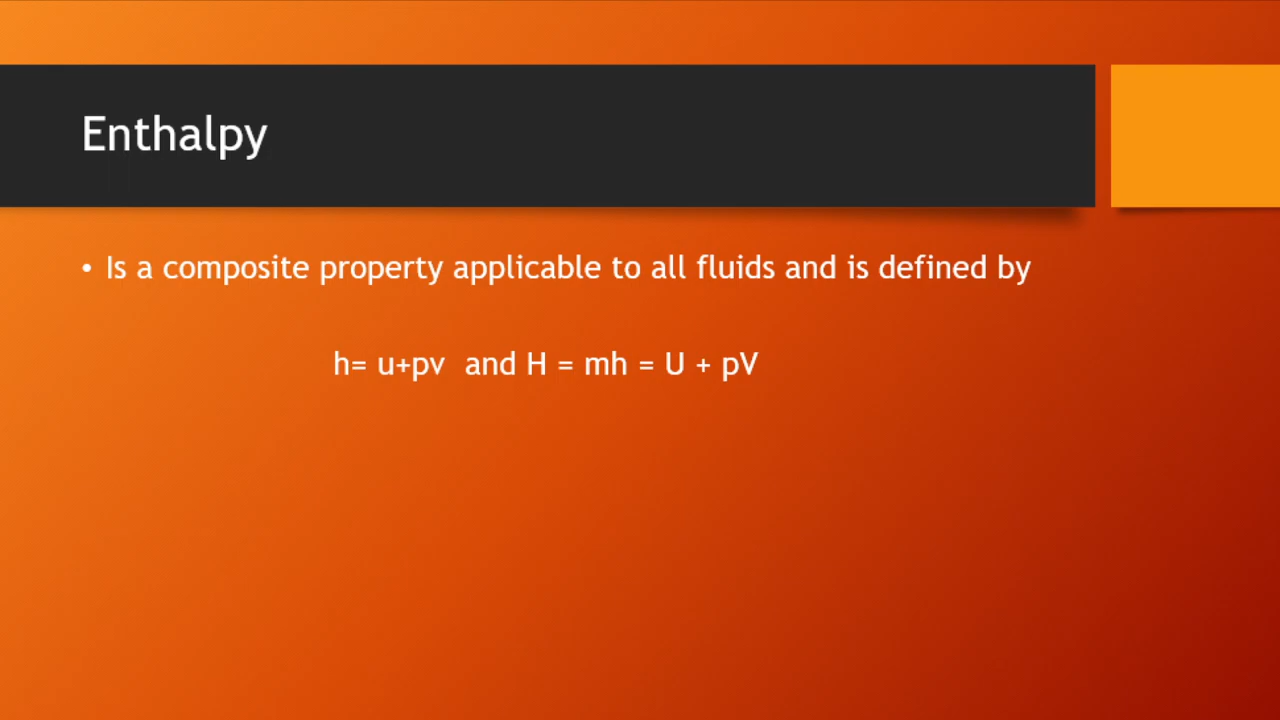 Enthalpy
• Is a composite property applicable to all fluids and is defined by
h= u+pv and H = mh = U + pV